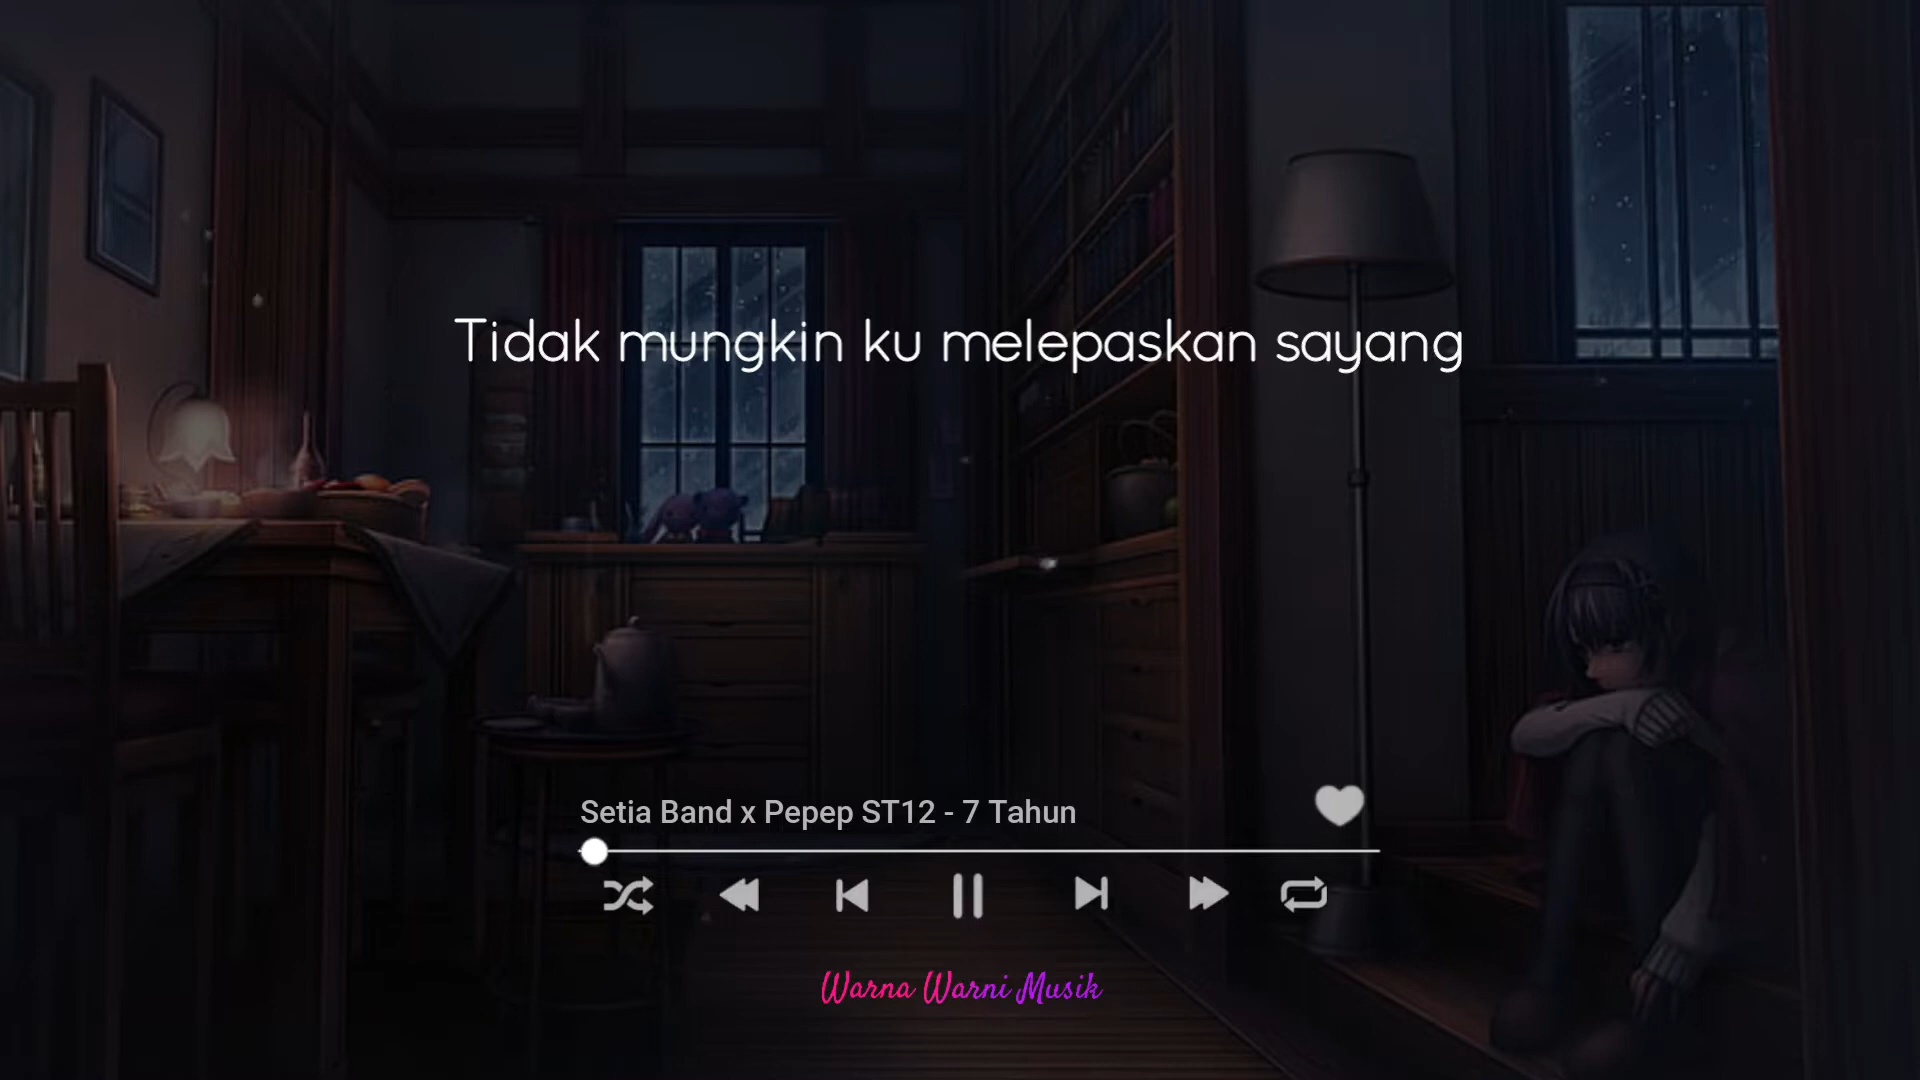 Tidak mungkin ku melepaskan sayang
Setia Band x Pepep ST12 - 7 Tahun
Warna Warni Musik